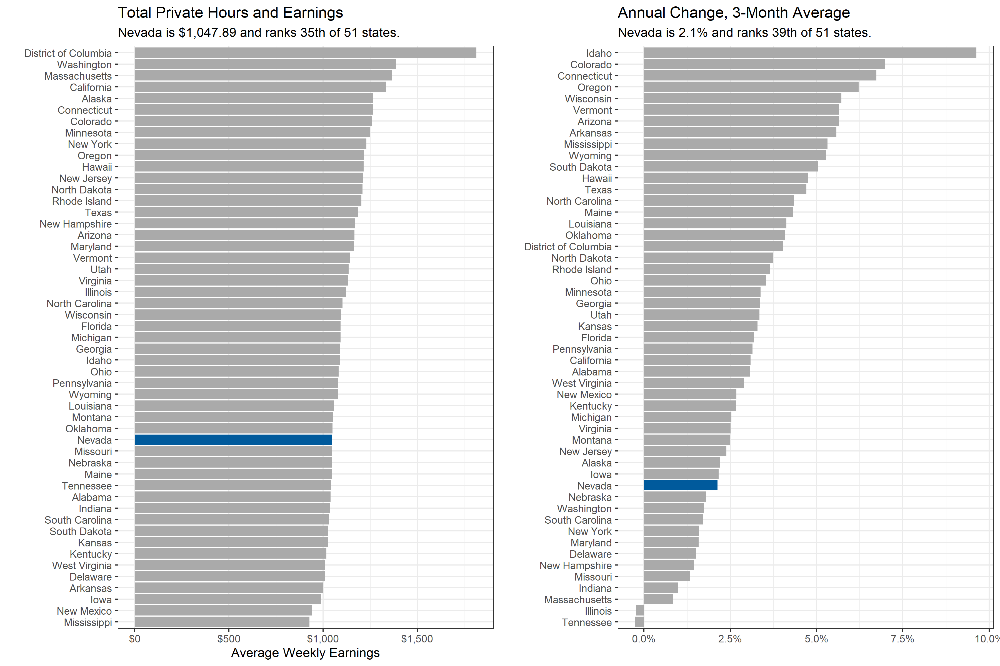 Total Private Hours and Earnings
Nevada is $1,047.89 and ranks 35th of 51 states.
District of Columbia
Washington
Massachusetts
California
Alaska
Connecticut
Colorado
Minnesota
New York
Oregon
Hawaii
New Jersey
North Dakota
Rhode Island
Texas
New Hampshire
Arizona
Maryland
Vermont
Utah
Virginia
Illinois
North Carolina
Wisconsin
Florida
Michigan
Georgia
Idaho
Ohio
Pennsylvania
Wyoming
Louisiana
Montana
Oklahoma
Nevada
Missouri
Nebraska
Maine
Tennessee
Alabama
Indiana
South Carolina
South Dakota
Kansas
Kentucky
West Virginia
Delaware
Arkansas
Iowa
New Mexico
Mississippi
$0 $500 $1,000 $1,500
Average Weekly Earnings
Annual Change, 3-Month Average
Nevada is 2.1% and ranks 39th of 51 states.
Idaho
Colorado
Connecticut
Oregon
Wisconsin
Vermont
Arizona
Arkansas
Mississippi
Wyoming
South Dakota
Hawaii
Texas
North Carolina
Maine
Louisiana
Oklahoma
District of Columbia
North Dakota
Rhode Island
Ohio
Minnesota
Georgia
Utah
Kansas
Florida
Pennsylvania
California
Alabama
West Virginia
New Mexico
Kentucky
Michigan
Virginia
Montana
New Jersey
Alaska
Iowa
Nevada
Nebraska
Washington
South Carolina
New York
Maryland
Delaware
New Hampshire
Missouri
Indiana
Massachusetts
Illinois
Tennessee
0.0% 2.5% 5.0% 7.5% 10.0%